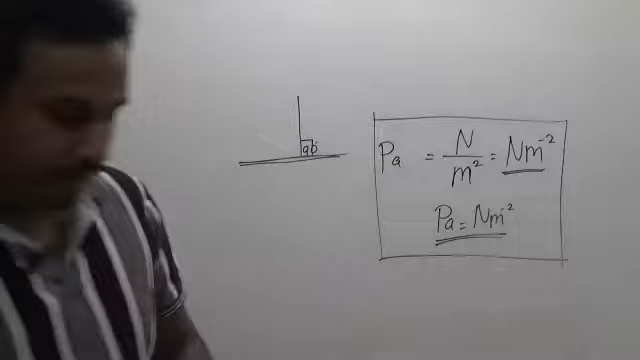 90°
Pa = N/m² = Nm⁻²
Pa = Nm⁻²